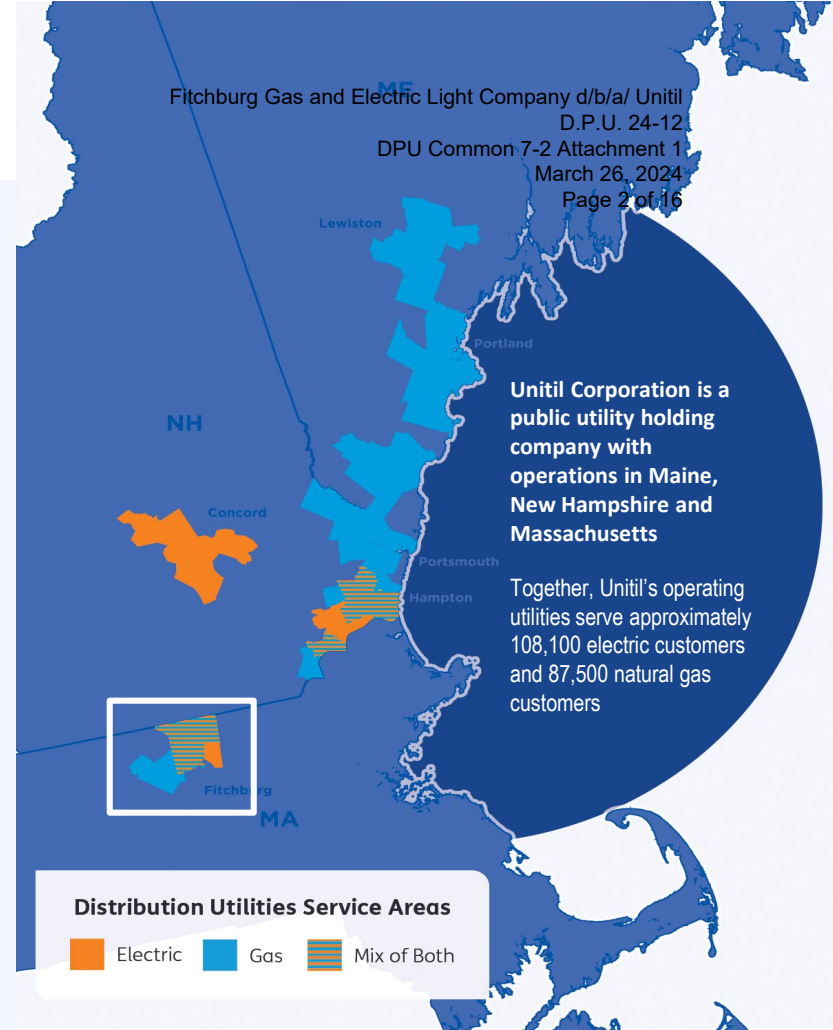 ME
Fitchburg Gas and Electric Light Company d/b/a/ Unitil
D.P.U. 24-12
DPU Common 7-2 Attachment 1
March 26, 2024
Page 2 of 16
Lewiston
Portland
Unitil Corporation is a
public utility holding
company with
operations in Maine,
New Hampshire and
Massachusetts
NH
Concord
Portsmouth
Hampton
Together, Unitil’s operating
utilities serve approximately
108,100 electric customers
and 87,500 natural gas
customers
Fitchburg
MA
Distribution Utilities Service Areas
Electric
Gas
Mix of Both